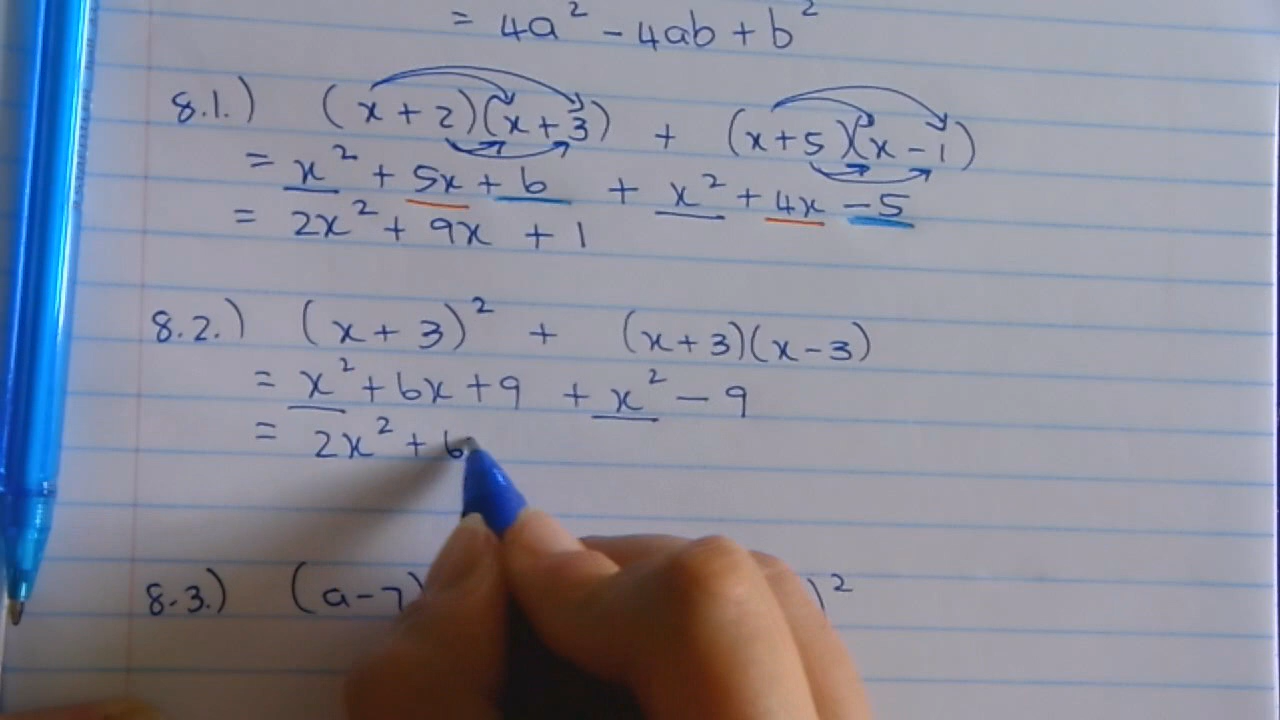 = 4a² - 4ab + b²
8.1.) (x + 2)(x + 3) + (x + 5)(x - 1)
= x² + 5x + 6 + x² + 4x - 5
= 2x² + 9x + 1
8.2.) (x + 3)² + (x + 3)(x - 3)
= x² + 6x + 9 + x² - 9
= 2x² + 6
8.3.) (a - 7) )²